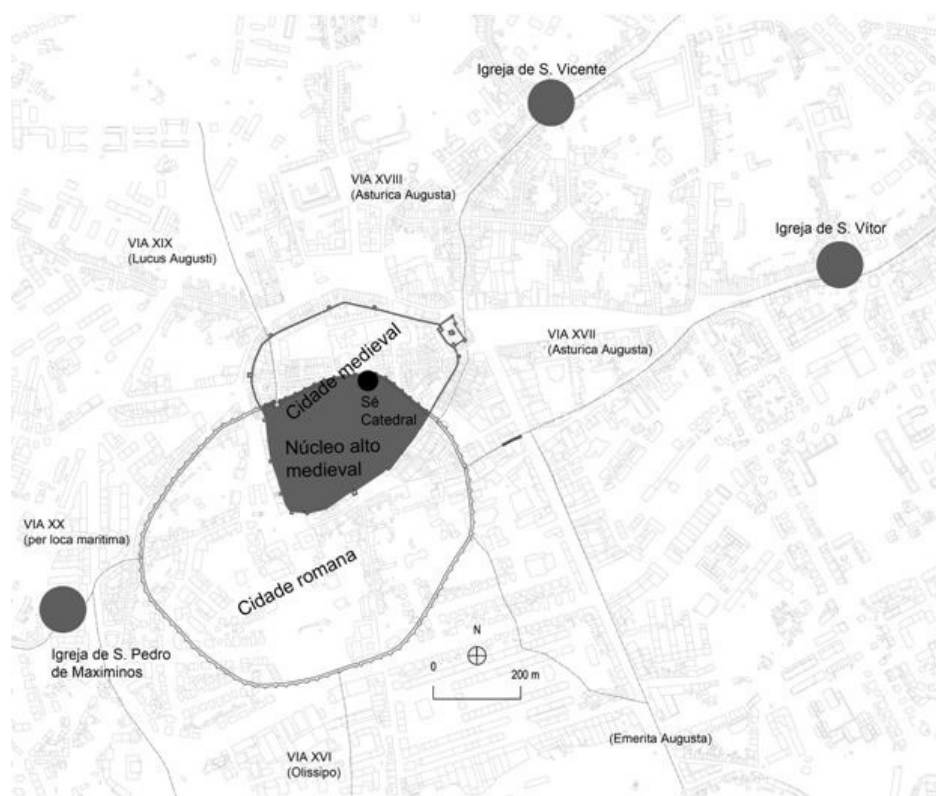 Igreja de S. Vicente
VIA XVIII
(Asturica Augusta)
Igreja de S. Vítor
VIA XIX
(Lucus Augusti)
VIA XVII
(Asturica Augusta)
Cidade medieval
Sé
Catedral
Núcleo alto
medieval
VIA XX
(per loca maritima)
Cidade romana
Igreja de S. Pedro
de Maximinos
N
0
200 m
VIA XVI
(Olissipo)
(Emerita Augusta)